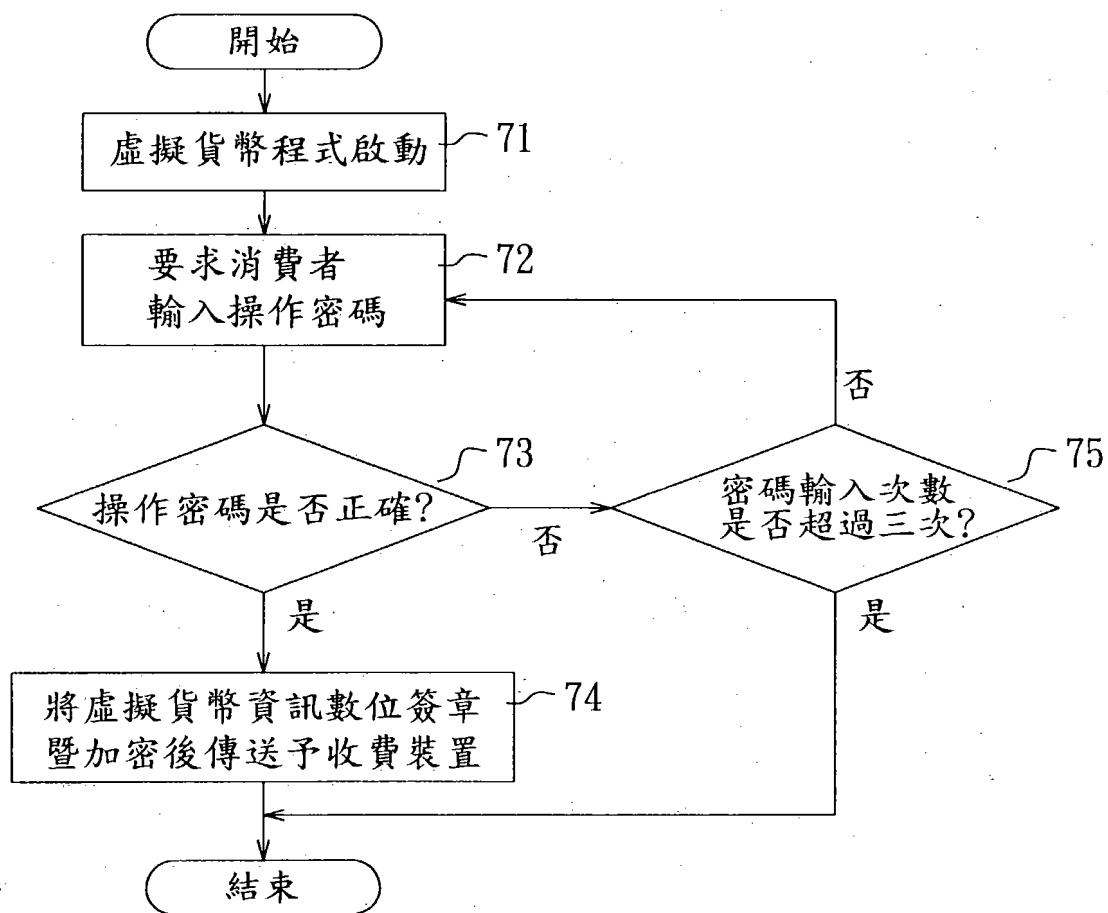 開始
虛擬貨幣程式啟動
71
要求消費者
輸入操作密碼
72
否
操作密碼是否正確?
73
否
密碼輸入次數
是否超過三次?
75
是
是
將虛擬貨幣資訊數位簽章
暨加密後傳送予收費裝置
74
結束